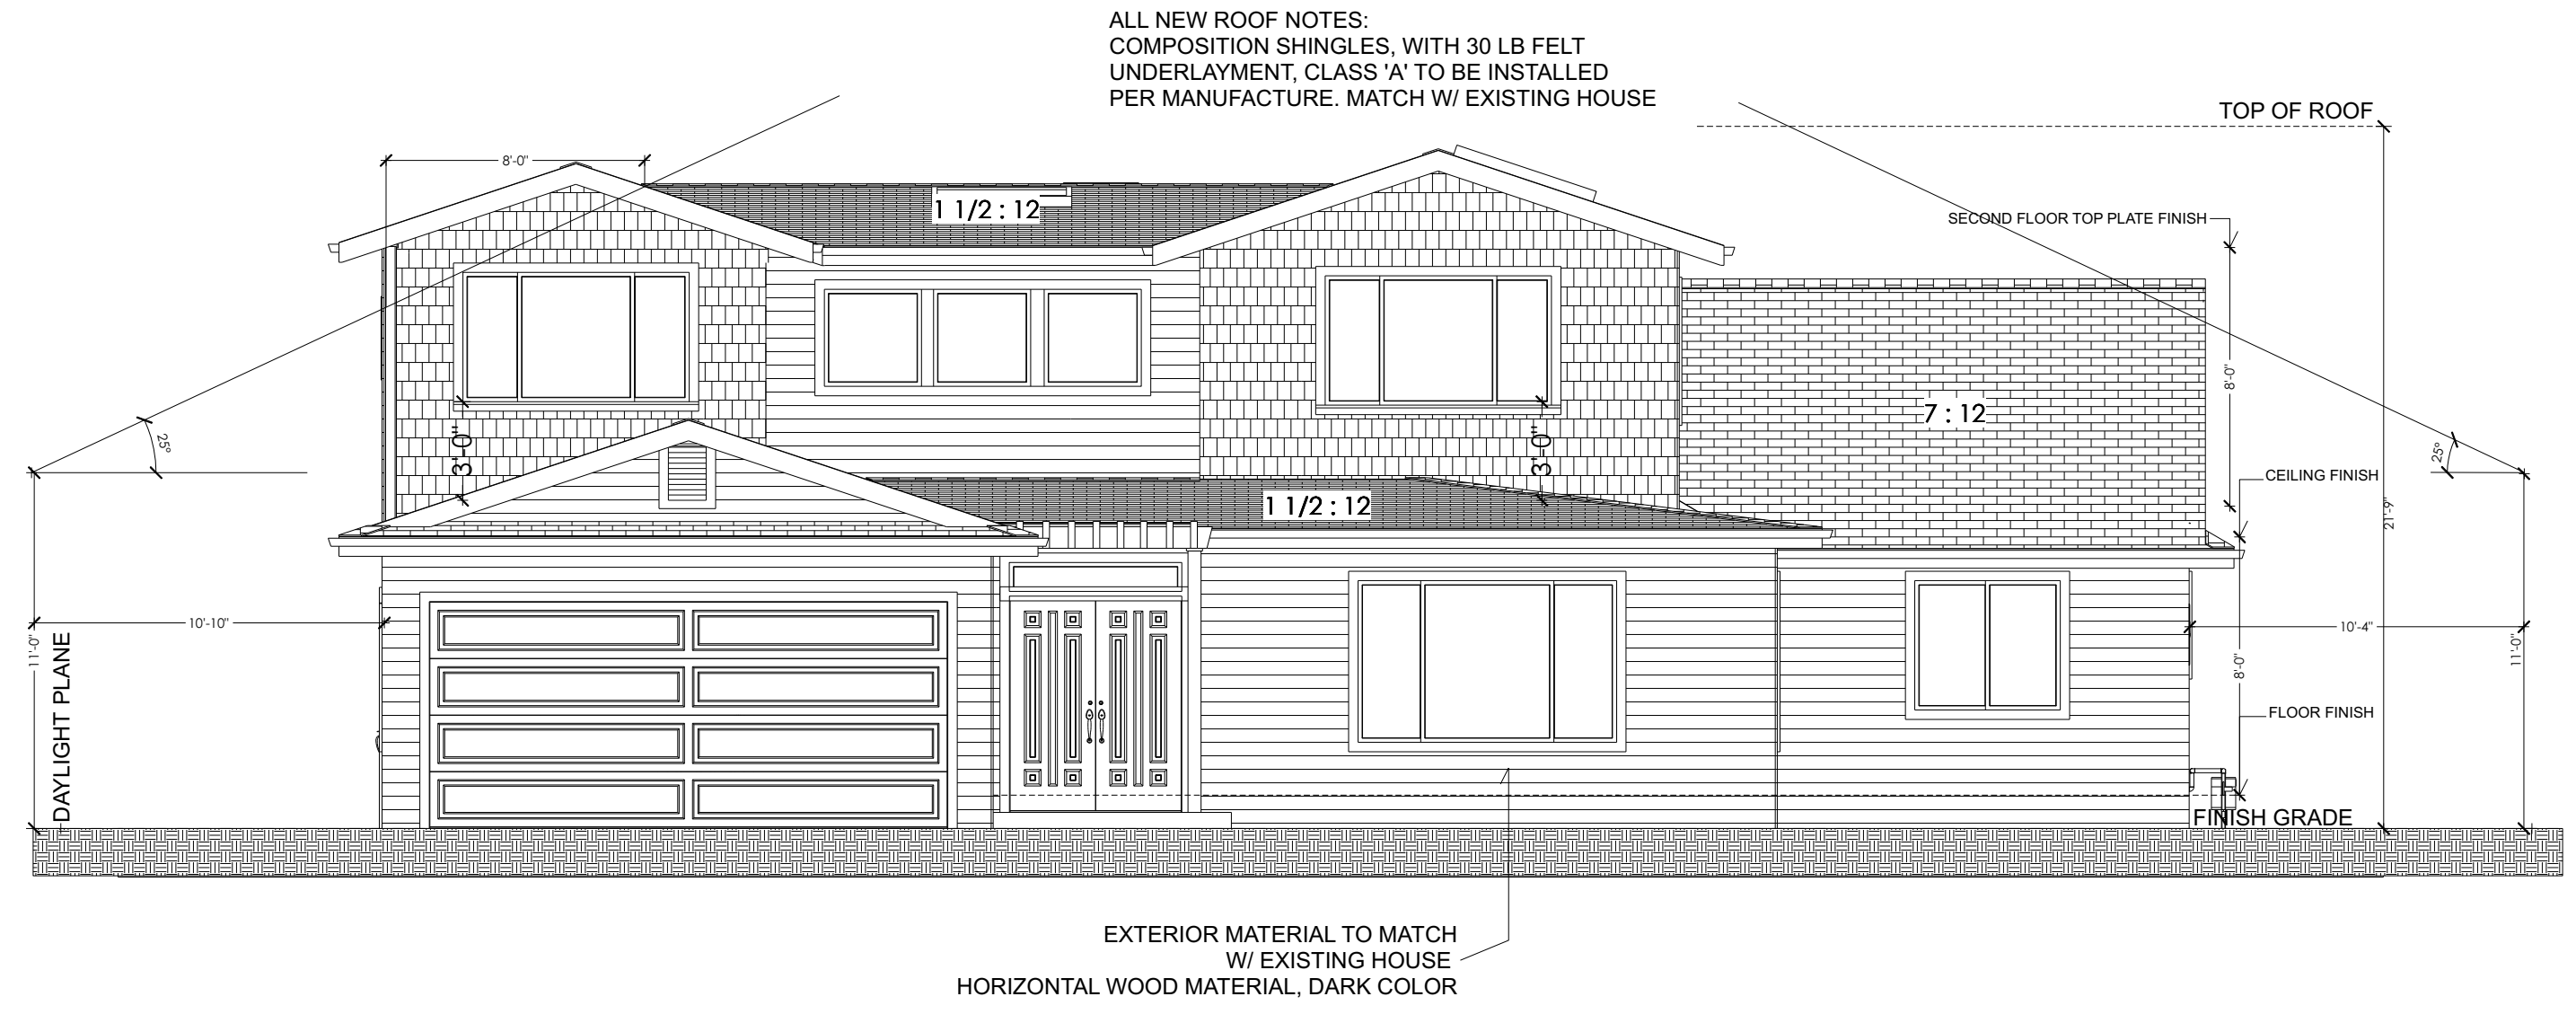 ALL NEW ROOF NOTES:
COMPOSITION SHINGLES, WITH 30 LB FELT
UNDERLAYMENT, CLASS 'A' TO BE INSTALLED
PER MANUFACTURE. MATCH W/ EXISTING HOUSE
TOP OF ROOF
8'-0"
1 1/2 : 12
SECOND FLOOR TOP PLATE FINISH
8'-0"
7 : 12
25°
3'-0"
3'-0"
25°
CEILING FINISH
1 1/2 : 12
21'-9"
10'-10"
10'-4"
11'-0"
DAYLIGHT PLANE
8'-0"
11'-0"
FLOOR FINISH
FINISH GRADE
EXTERIOR MATERIAL TO MATCH
W/ EXISTING HOUSE
HORIZONTAL WOOD MATERIAL, DARK COLOR